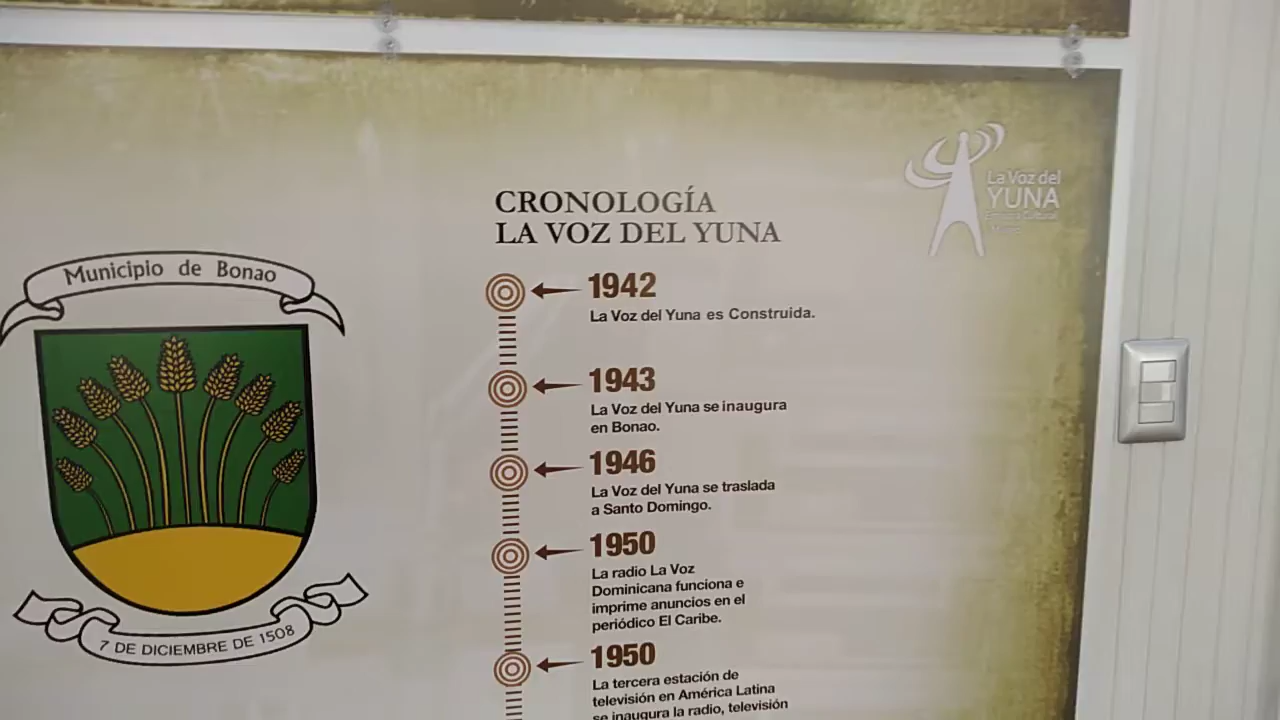 Municipio de Bonao
7 DE DICIEMBRE DE 1508
CRONOLOGÍA
LA VOZ DEL YUNA
1942
La Voz del Yuna es Construida.
1943
La Voz del Yuna se inaugura
en Bonao.
1946
La Voz del Yuna se traslada
a Santo Domingo.
1950
La radio La Voz
Dominicana funciona e
imprime anuncios en el
periódico El Caribe.
1950
La tercera estación de
televisión en América Latina
se inaugura la radio, televisión
La Voz del
YUNA
Cultural